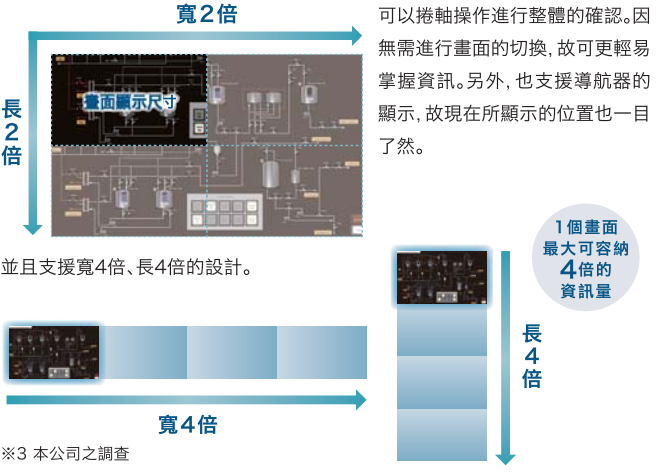 寬2倍
長2倍
畫面顯示尺寸
可以捲軸操作進行整體的確認。因
無需進行畫面的切換，故可更輕易
掌握資訊。另外，也支援導航器的
顯示，故現在所顯示的位置也一目
了然。
並且支援寬4倍、長4倍的設計。
1個畫面
最大可容納
4倍的
資訊量
長4倍
寬4倍
※3 本公司之調查